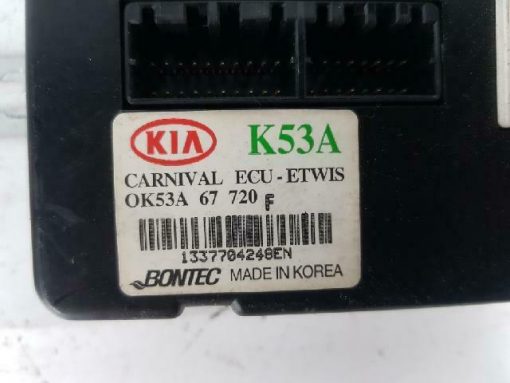 KIA K53A
CARNIVAL ECU-ETWIS
OK53A 67 720 F
1337704248EN
BONTEC MADE IN KOREA